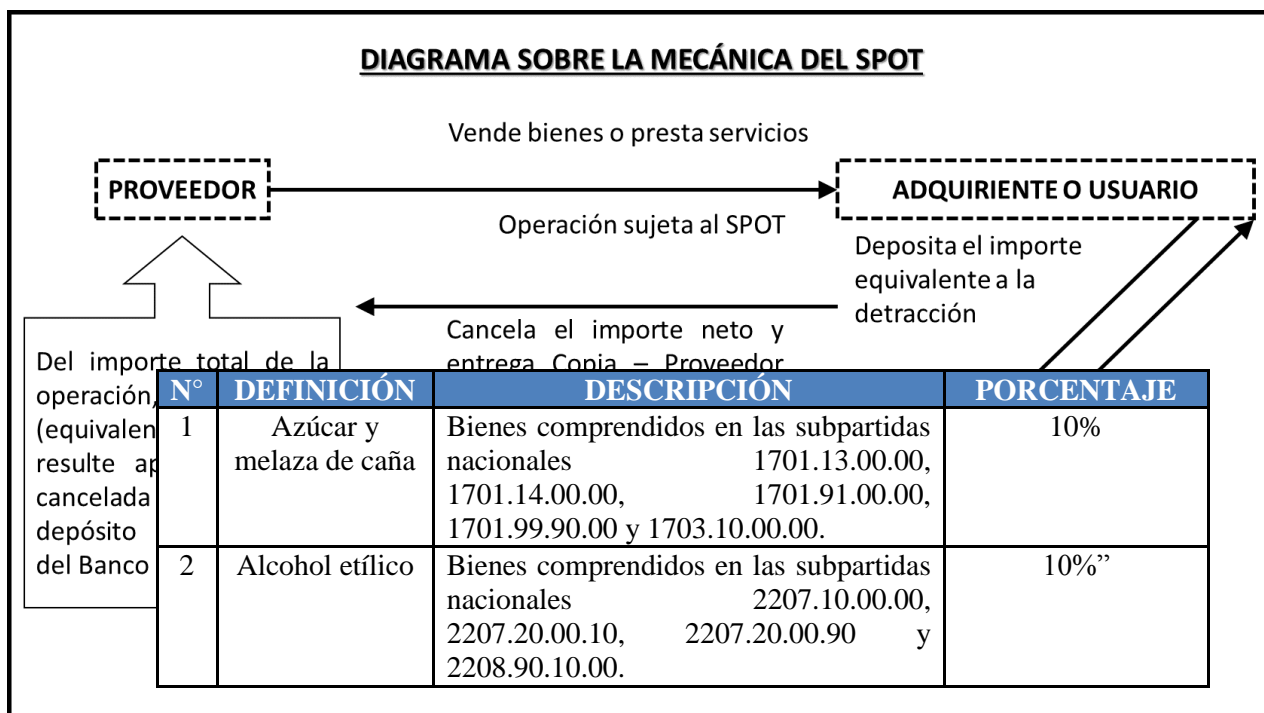 DIAGRAMA SOBRE LA MECÁNICA DEL SPOT
Vende bienes o presta servicios
PROVEEDOR
ADQUIRIENTE O USUARIO
Operación sujeta al SPOT
Deposita el importe
equivalente a la
detracción
Cancela el importe neto y
entrega Copia – Proveedor
Del importe total de la
operación,
(equivalen
resulte ap
cancelada
depósito
del Banco
N° DEFINICIÓN DESCRIPCIÓN PORCENTAJE
1 Azúcar y Bienes comprendidos en las subpartidas 10%
melaza de caña nacionales 1701.13.00.00,
1701.14.00.00, 1701.91.00.00,
1701.99.90.00 y 1703.10.00.00.
2 Alcohol etílico Bienes comprendidos en las subpartidas 10%”
nacionales 2207.10.00.00,
2207.20.00.10, 2207.20.00.90 y
2208.90.10.00.